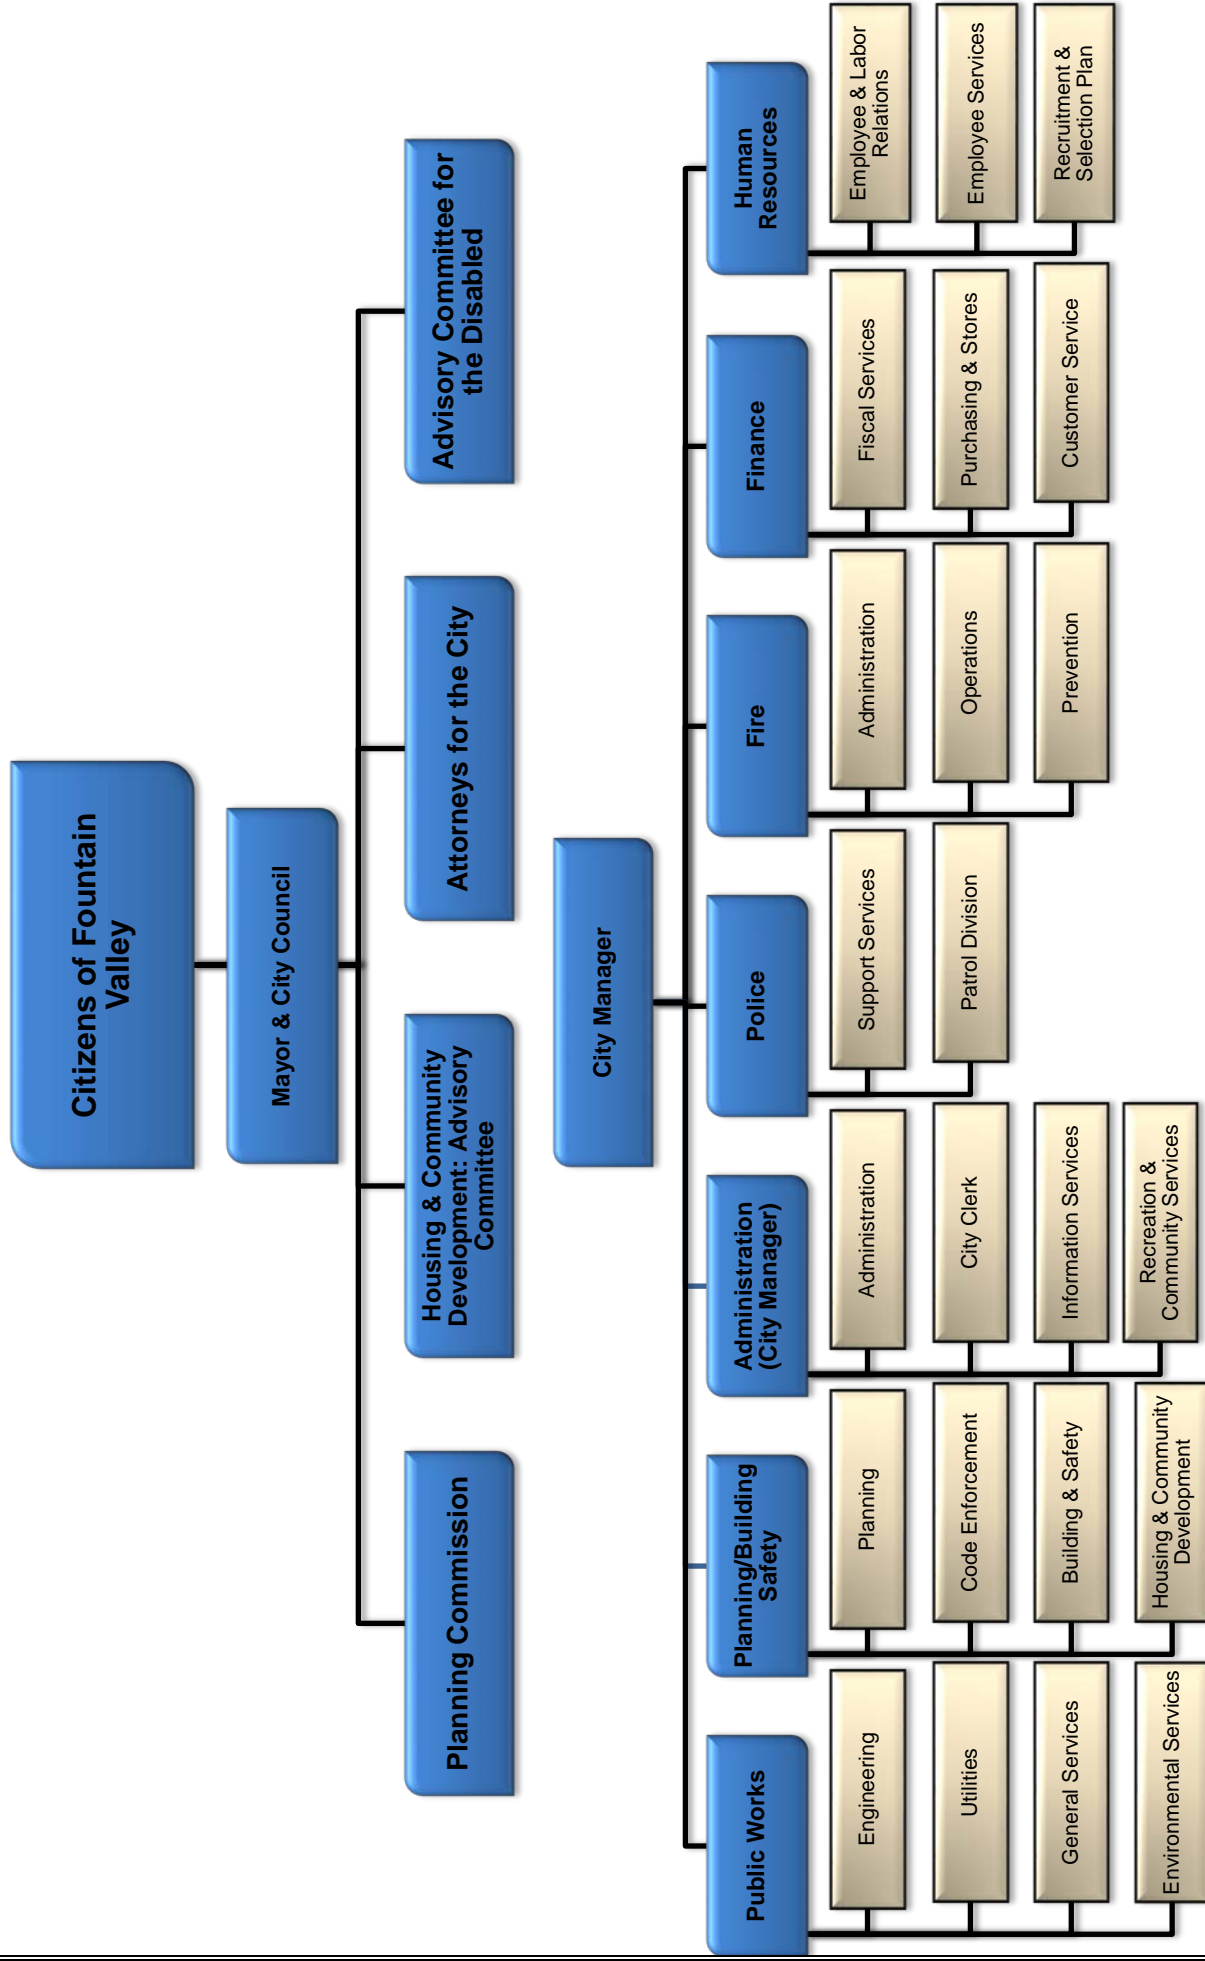 Citizens of Fountain
Valley
Mayor & City Council
Planning Commission
Housing & Community
Development: Advisory
Committee
Attorneys for the City
Advisory Committee for
the Disabled
City Manager
Public Works
Engineering
Utilities
General Services
Environmental Services
Planning/Building
Safety
Planning
Code Enforcement
Building & Safety
Housing & Community
Development
Administration
(City Manager)
Administration
City Clerk
Information Services
Recreation &
Community Services
Police
Support Services
Patrol Division
Fire
Administration
Operations
Prevention
Finance
Fiscal Services
Purchasing & Stores
Customer Service
Human
Resources
Employee & Labor
Relations
Employee Services
Recruitment &
Selection Plan